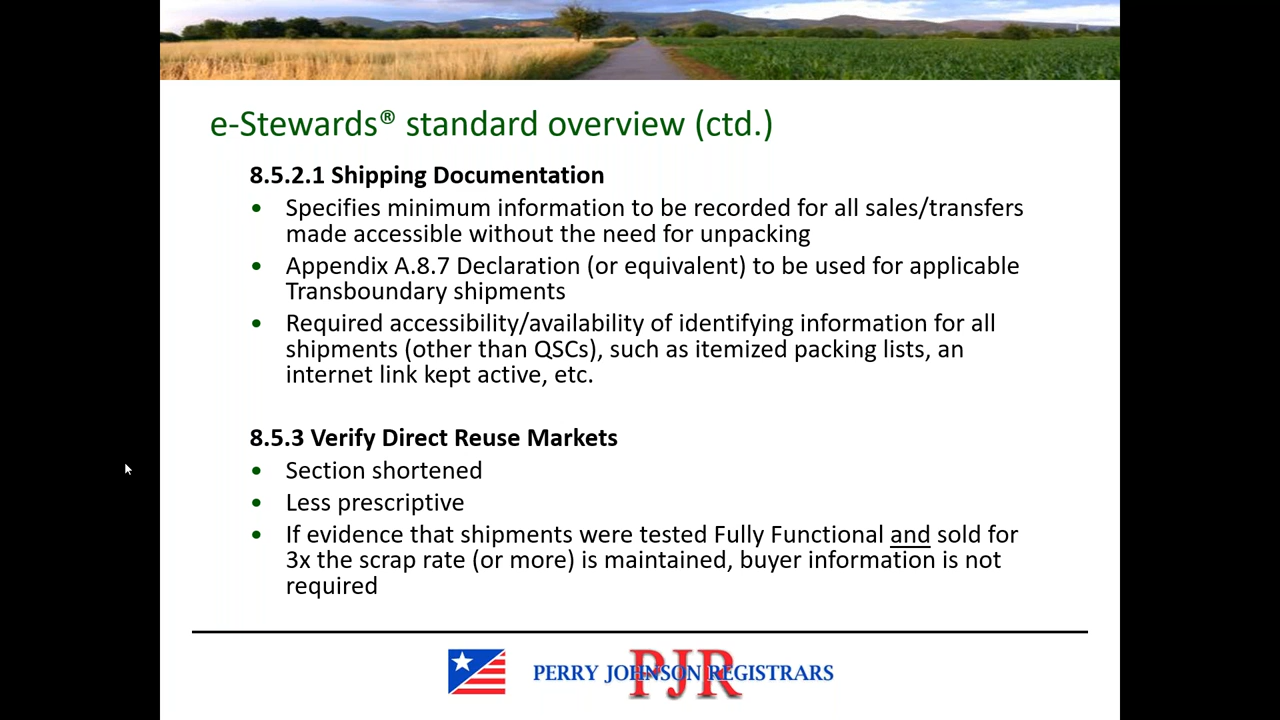 e-Stewards® standard overview (ctd.)
8.5.2.1 Shipping Documentation
• Specifies minimum information to be recorded for all sales/transfers
made accessible without the need for unpacking
• Appendix A.8.7 Declaration (or equivalent) to be used for applicable
Transboundary shipments
• Required accessibility/availability of identifying information for all
shipments (other than QSCs), such as itemized packing lists, an
internet link kept active, etc.
8.5.3 Verify Direct Reuse Markets
• Section shortened
• Less prescriptive
• If evidence that shipments were tested Fully Functional and sold for
3x the scrap rate (or more) is maintained, buyer information is not
required
PJR
PERRY JOHNSON REGISTRARS